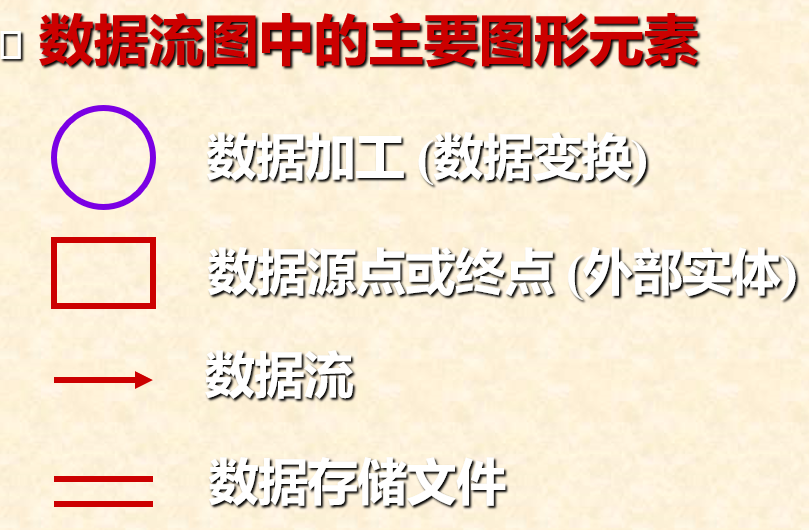 数据流图中的主要图形元素
数据加工 (数据变换)
数据源点或终点 (外部实体)
数据流
数据存储文件